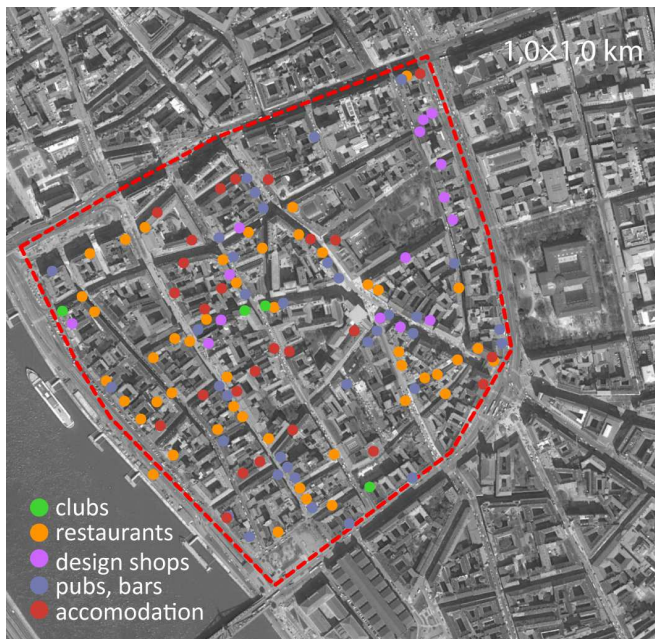 1,0×1,0 km
clubs
restaurants
design shops
pubs, bars
accomodation